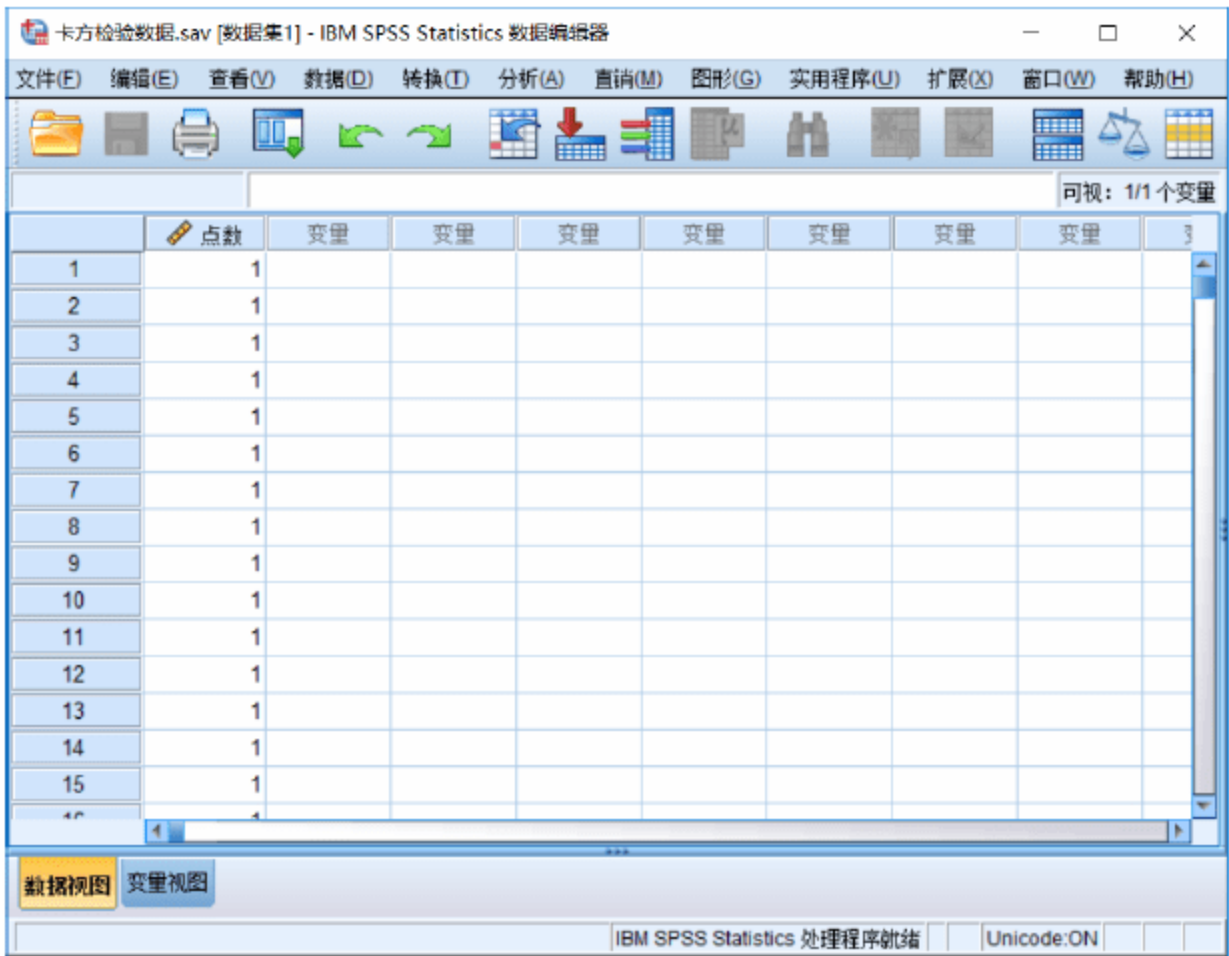 卡方检验数据.sav [数据集1] - IBM SPSS Statistics 数据编辑器
文件(F) 编辑(E) 查看(V) 数据(D) 转换(T) 分析(A) 直销(M) 图形(G) 实用程序(U) 扩展(X) 窗口(W) 帮助(H)
可视: 1/1 个变量
点数 变量 变量 变量 变量 变量 变量 变量
1 1
2 1
3 1
4 1
5 1
6 1
7 1
8 1
9 1
10 1
11 1
12 1
13 1
14 1
15 1
16 1
数据视图 变量视图
IBM SPSS Statistics 处理程序就绪 Unicode:ON